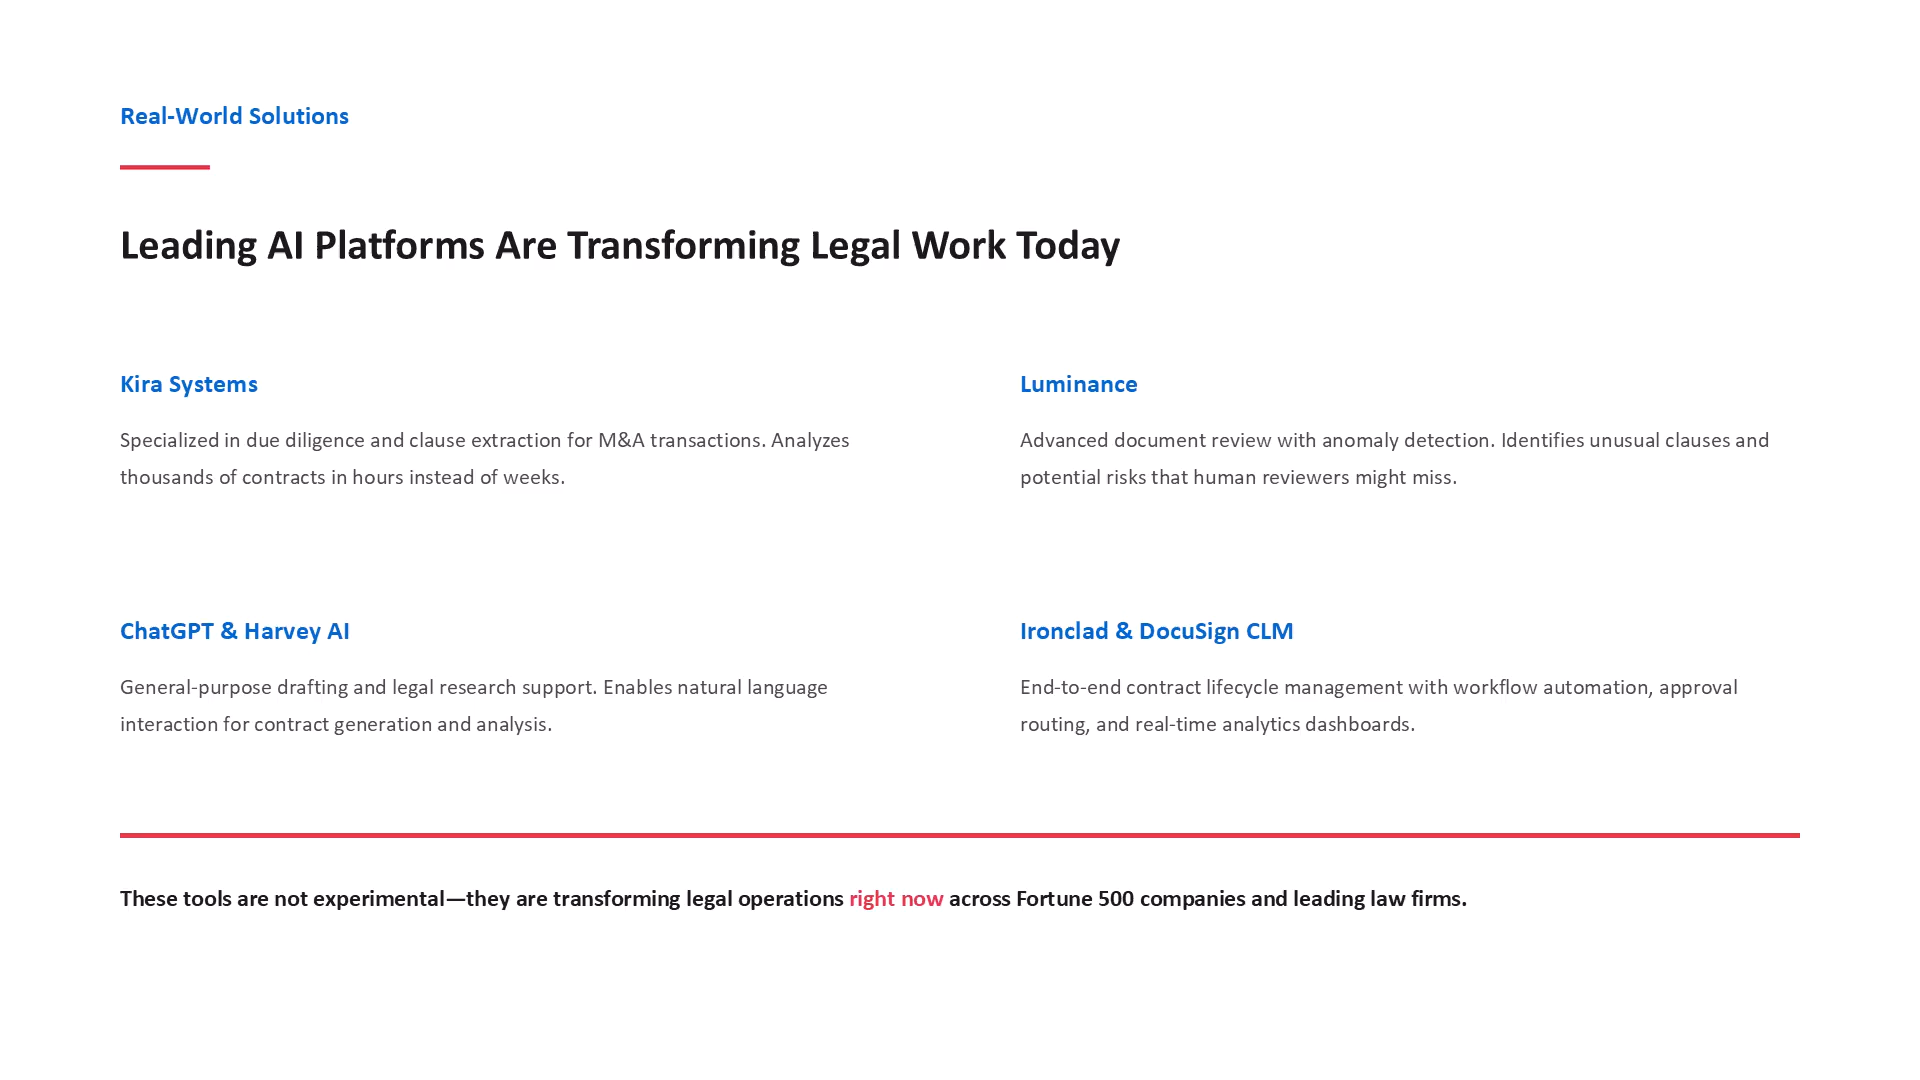 Real-World Solutions
Leading AI Platforms Are Transforming Legal Work Today
Kira Systems
Specialized in due diligence and clause extraction for M&A transactions. Analyzes
thousands of contracts in hours instead of weeks.
Luminance
Advanced document review with anomaly detection. Identifies unusual clauses and
potential risks that human reviewers might miss.
ChatGPT & Harvey AI
General-purpose drafting and legal research support. Enables natural language
interaction for contract generation and analysis.
Ironclad & DocuSign CLM
End-to-end contract lifecycle management with workflow automation, approval
routing, and real-time analytics dashboards.
These tools are not experimental—they are transforming legal operations right now across Fortune 500 companies and leading law firms.